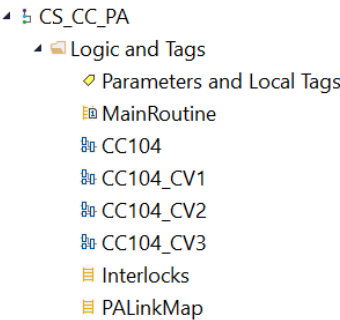 CS_CC_PA
Logic and Tags
Parameters and Local Tags
MainRoutine
CC104
CC104_CV1
CC104_CV2
CC104_CV3
Interlocks
PALinkMap